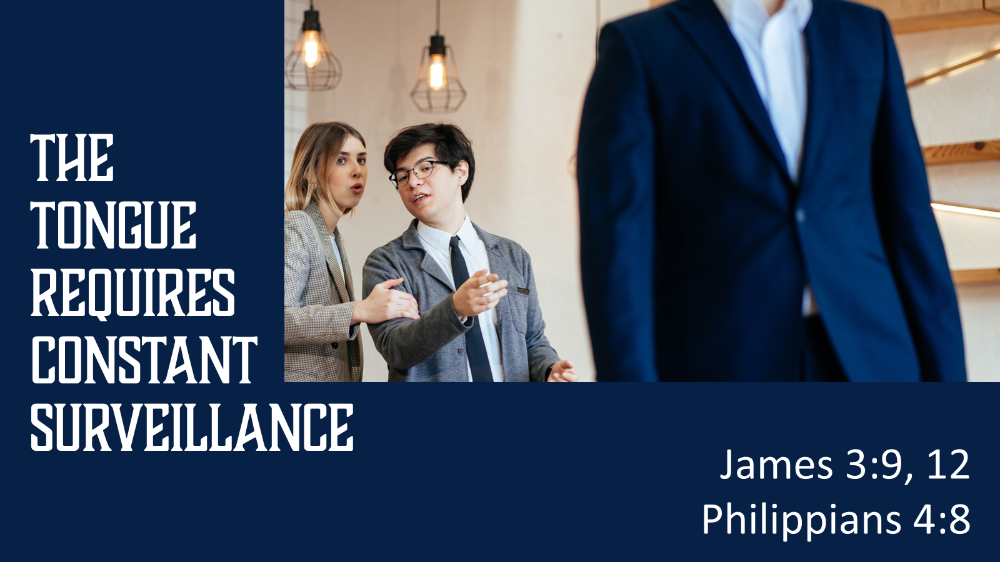 THE
TONGUE
REQUIRES
CONSTANT
SURVEILLANCE
James 3:9, 12
Philippians 4:8